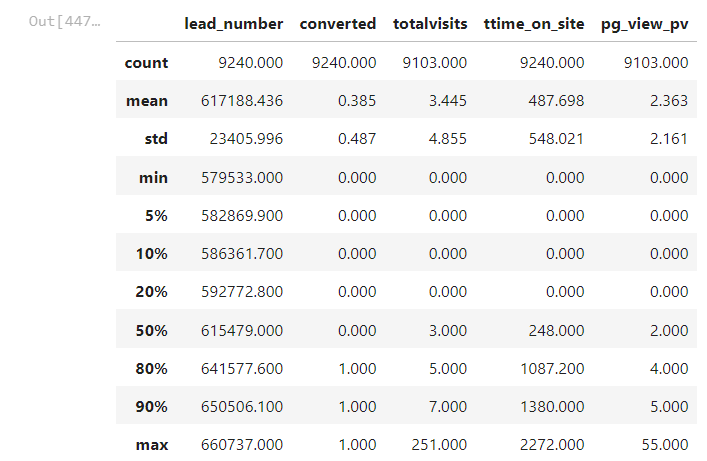 Out[447... lead_number converted totalvisits ttime_on_site pg_view_pv
count 9240.000 9240.000 9103.000 9240.000 9103.000
mean 617188.436 0.385 3.445 487.698 2.363
std 23405.996 0.487 4.855 548.021 2.161
min 579533.000 0.000 0.000 0.000 0.000
5% 582869.900 0.000 0.000 0.000 0.000
10% 586361.700 0.000 0.000 0.000 0.000
20% 592772.800 0.000 0.000 0.000 0.000
50% 615479.000 0.000 3.000 248.000 2.000
80% 641577.600 1.000 5.000 1087.200 4.000
90% 650506.100 1.000 7.000 1380.000 5.000
max 660737.000 1.000 251.000 2272.000 55.000